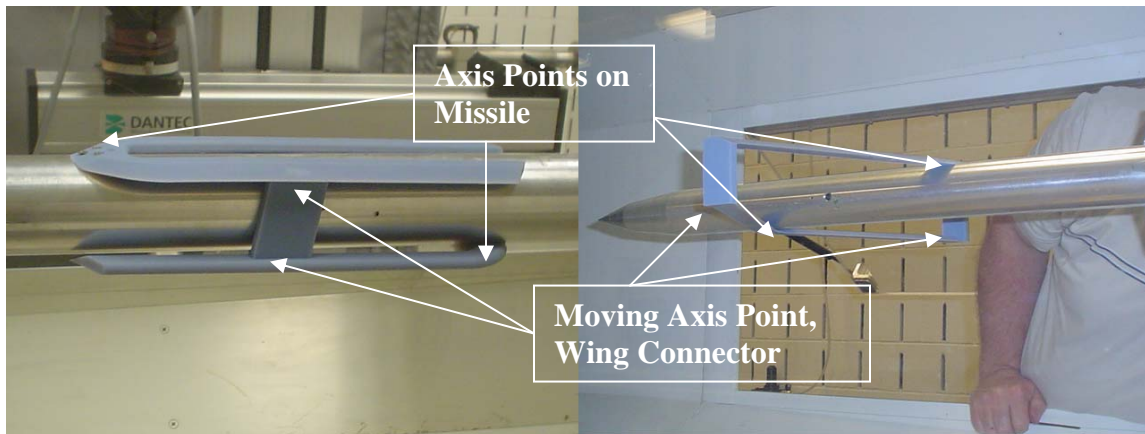 Axis Points on
Missile
DANTEC
Moving Axis Point,
Wing Connector